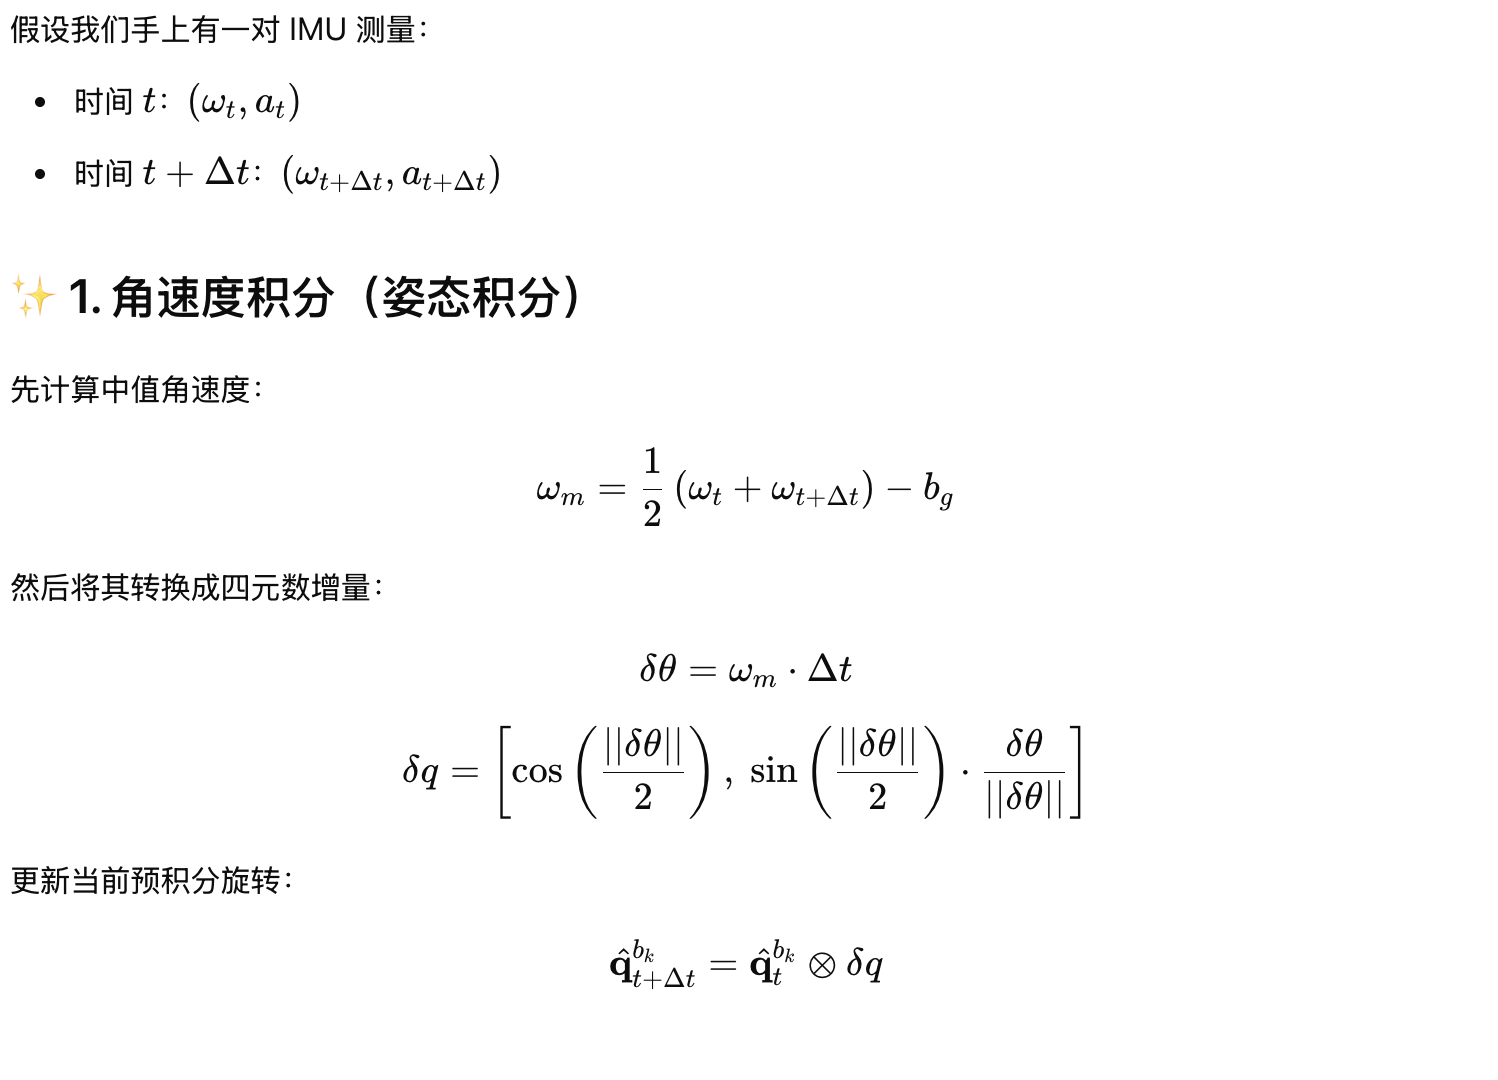 假设我们手上有一对 IMU 测量：
• 时间 $t$：$(\omega_t, a_t)$
• 时间 $t + \Delta t$：$(\omega_{t+\Delta t}, a_{t+\Delta t})$
✨ 1. 角速度积分（姿态积分）
先计算中值角速度：
$\omega_m = \frac{1}{2} (\omega_t + \omega_{t+\Delta t}) - b_g$
然后将其转换成四元数增量：
$\delta\theta = \omega_m \cdot \Delta t$
$\delta q = \left[ \cos\left( \frac{||\delta\theta||}{2} \right), \sin\left( \frac{||\delta\theta||}{2} \right) \cdot \frac{\delta\theta}{||\delta\theta||} \right]$
更新当前预积分旋转：
$\hat{\mathbf{q}}_{t+\Delta t}^{b_k} = \hat{\mathbf{q}}_t^{b_k} \otimes \delta q$